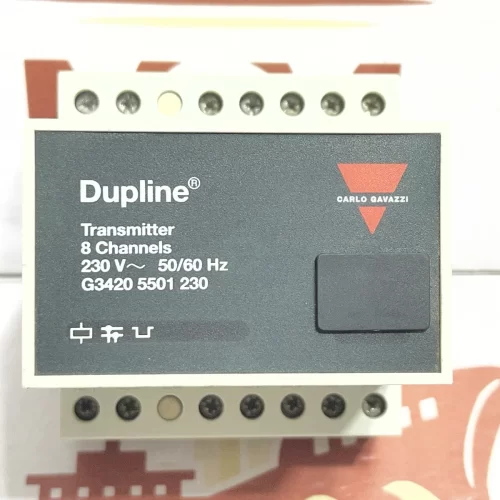 Dupline®
CARLO GAVAZZI
Transmitter
8 Channels
230 V~ 50/60 Hz
G3420 5501 230